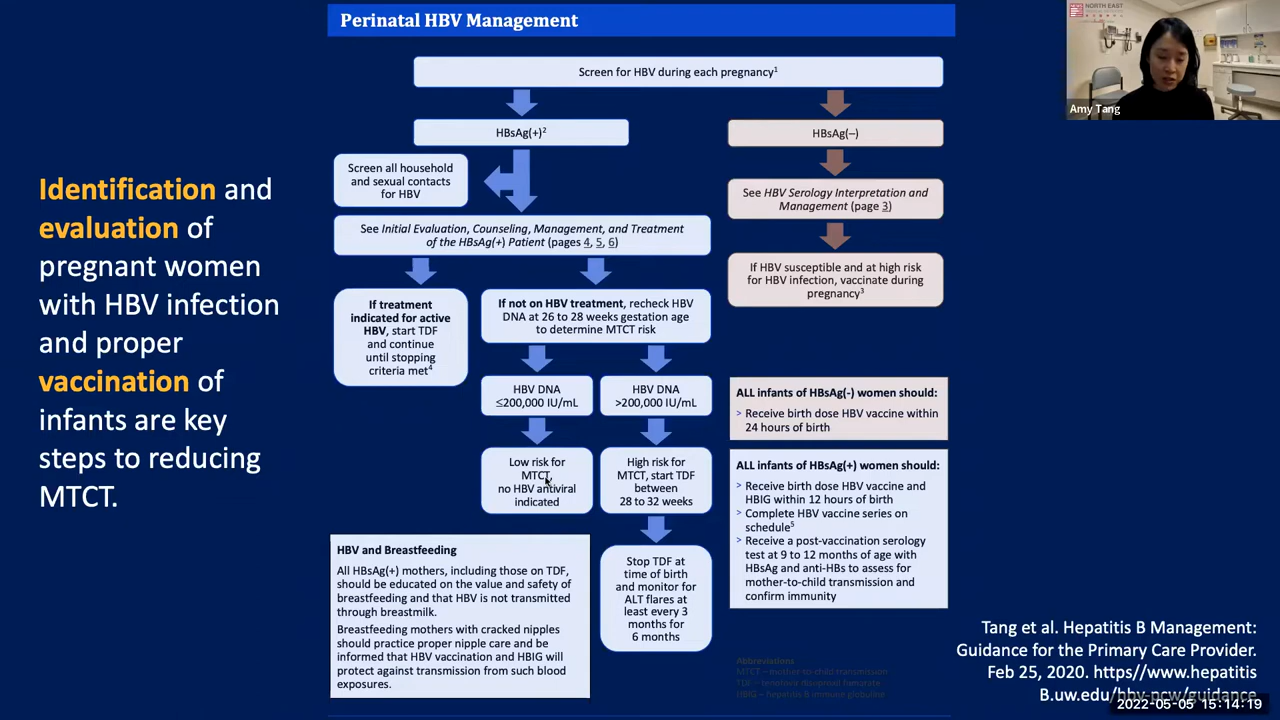 Perinatal HBV Management
NORTH EAST
Amy Tang
Screen for HBV during each pregnancy1
HBsAg(+)2
HBsAg(–)
Screen all household
and sexual contacts
for HBV
See HBV Serology Interpretation and
Management (page 3)
See Initial Evaluation, Counseling, Management, and Treatment
of the HBsAg(+) Patient (pages 4, 5, 6)
If HBV susceptible and at high risk
for HBV infection, vaccinate during
pregnancy3
Identification and
evaluation of
pregnant women
with HBV infection
and proper
vaccination of
infants are key
steps to reducing
MTCT.
If treatment
indicated for active
HBV, start TDF
and continue
until stopping
criteria met4
If not on HBV treatment, recheck HBV
DNA at 26 to 28 weeks gestation age
to determine MTCT risk
HBV DNA
≤200,000 IU/mL
HBV DNA
>200,000 IU/mL
Low risk for
MTCT,
no HBV antiviral
indicated
High risk for
MTCT, start TDF
between
28 to 32 weeks
Stop TDF at
time of birth
and monitor for
ALT flares at
least every 3
months for
6 months
ALL infants of HBsAg(-) women should:
> Receive birth dose HBV vaccine within
24 hours of birth
ALL infants of HBsAg(+) women should:
> Receive birth dose HBV vaccine and
HBIG within 12 hours of birth
> Complete HBV vaccine series on
schedule5
> Receive a post-vaccination serology
test at 9 to 12 months of age with
HBsAg and anti-HBs to assess for
mother-to-child transmission and
confirm immunity
HBV and Breastfeeding
All HBsAg(+) mothers, including those on TDF,
should be educated on the value and safety of
breastfeeding and that HBV is not transmitted
through breastmilk.
Breastfeeding mothers with cracked nipples
should practice proper nipple care and be
informed that HBV vaccination and HBIG will
protect against transmission from such blood
exposures.
Abbreviations
MTCT – mother-to-child transmission
TDF – tenofovir disoproxil fumarate
HBIG – hepatitis B immune globulin
Tang et al. Hepatitis B Management:
Guidance for the Primary Care Provider.
Feb 25, 2020. https//www.hepatitis
B.uw.edu/hbv-pcw/guidance
2022-05-05 15:14:19